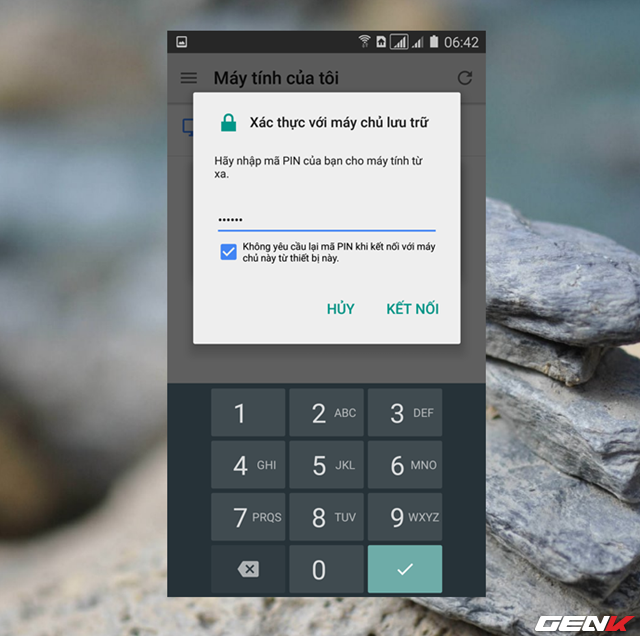 06:42
Máy tính của tôi
Xác thực với máy chủ lưu trữ
Hãy nhập mã PIN của bạn cho máy tính từ
xa.
••••••
Không yêu cầu lại mã PIN khi kết nối với máy
chủ này từ thiết bị này.
HỦY KẾT NỐI
1 2 ABC 3 DEF
4 GHI 5 JKL 6 MNO
7 PRQS 8 TUV 9 WXYZ
0
GENK